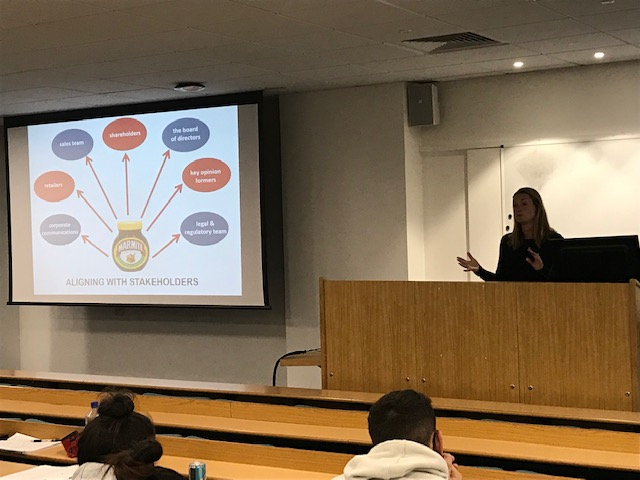 sales team
shareholders
the board
of directors
retailers
key opinion
formers
corporate
communications
legal &
regulatory team
MARMITE
ALIGNING WITH STAKEHOLDERS